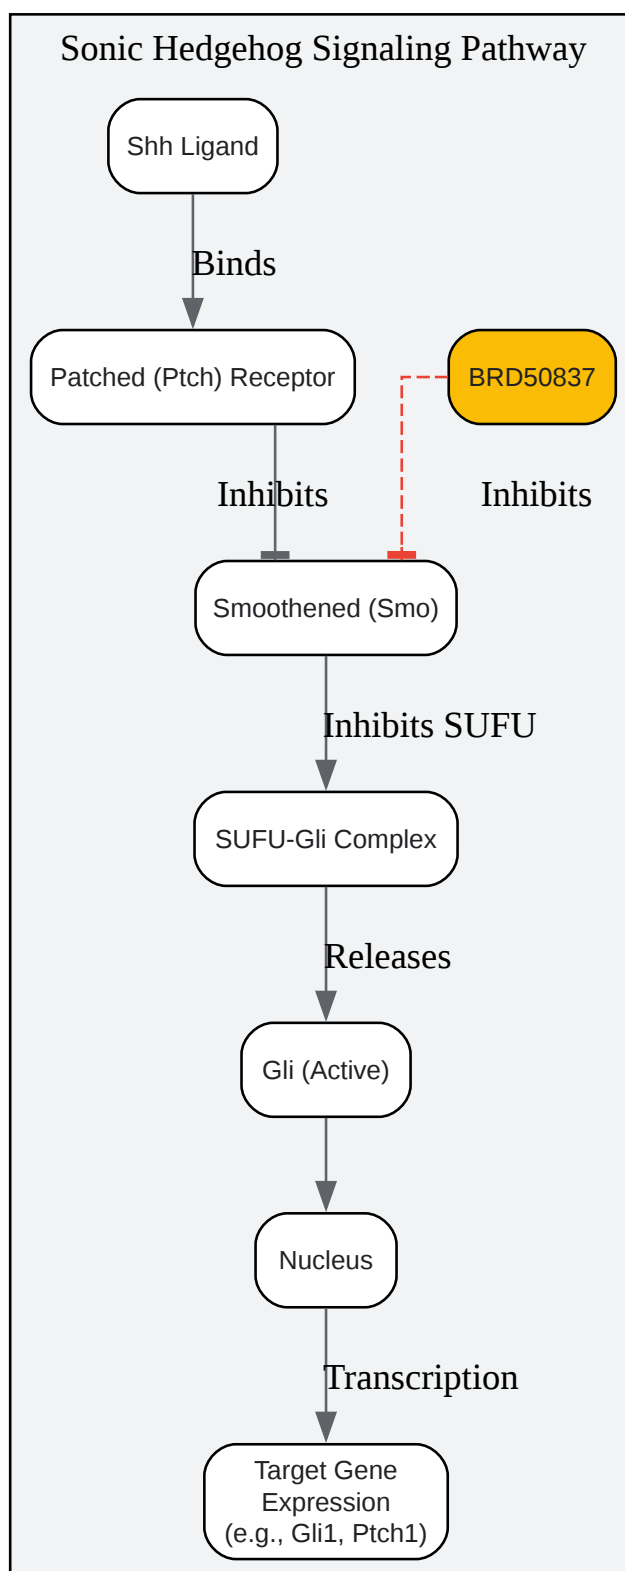 Sonic Hedgehog Signaling Pathway
Shh Ligand
Binds
Patched (Ptch) Receptor
BRD50837
Inhibits
Inhibits
Smoothened (Smo)
Inhibits SUFU
SUFU-Gli Complex
Releases
Gli (Active)
Nucleus
Transcription
Target Gene
Expression
(e.g., Gli1, Ptch1)